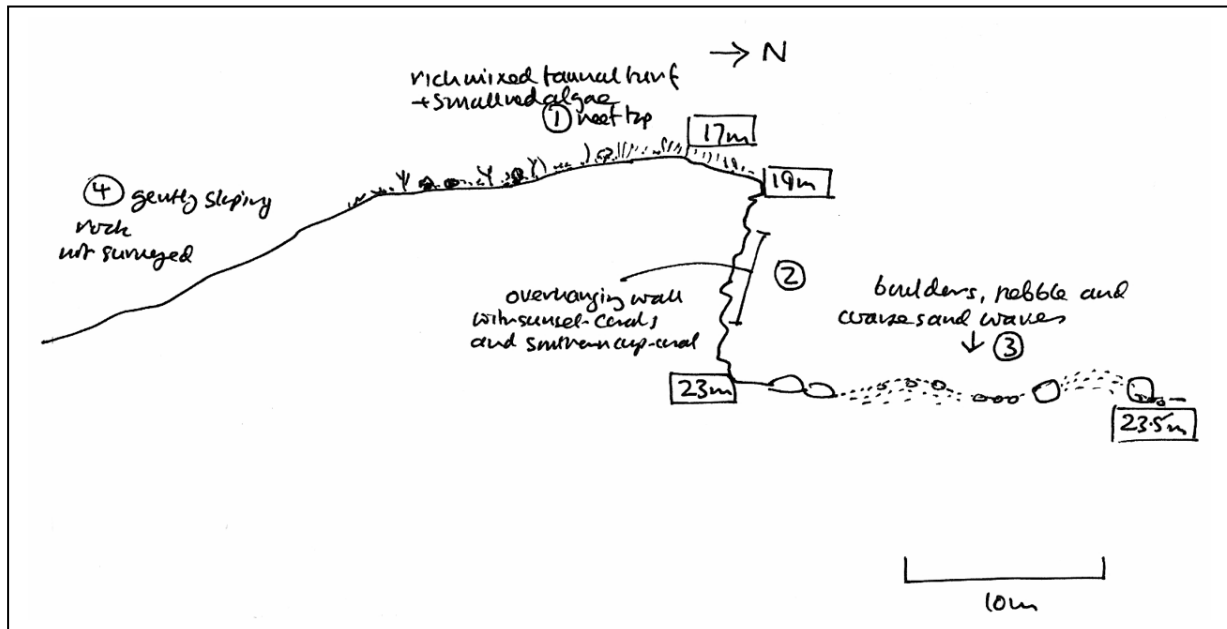 → N
rich mixed faunal turf
+ small red algae
① reef top
17m
19m
④ gently sloping
rock
not surveyed
②
overhanging wall
with sunset-corals
and southern cup-coral
boulders, pebble and
coarse sand waves
↓ ③
23m
23.5m
10m